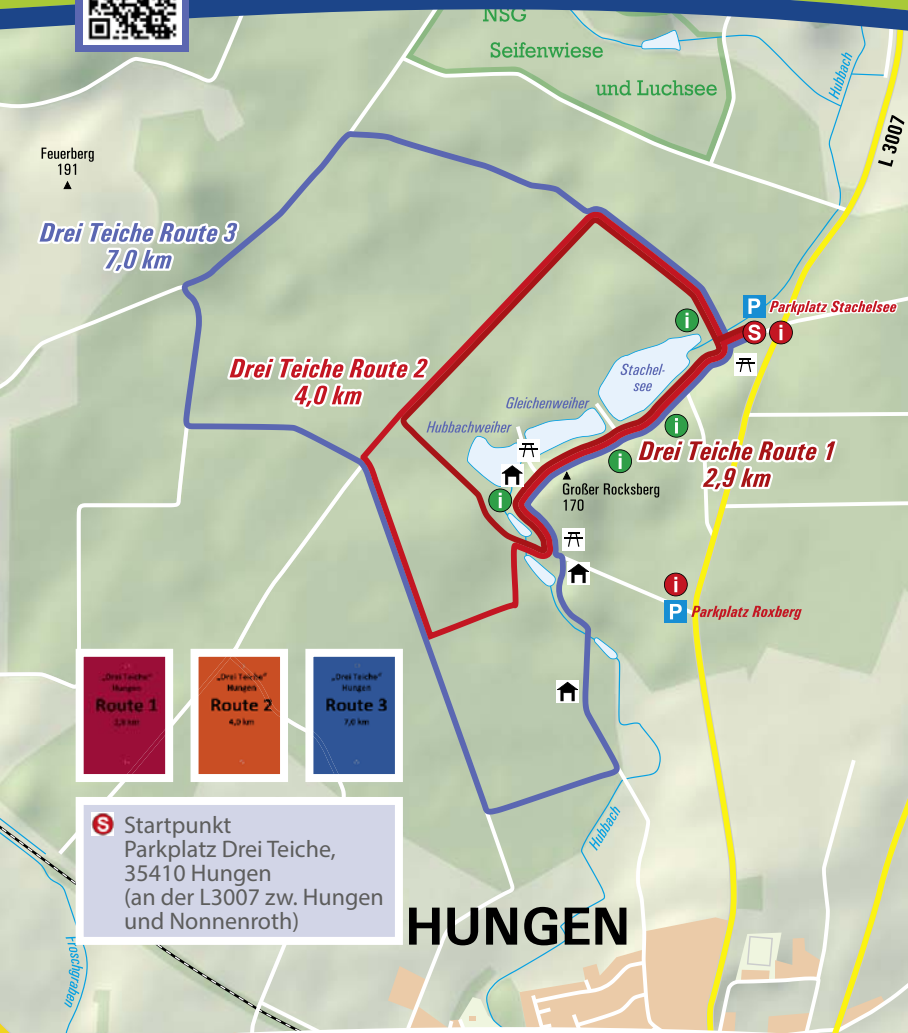 NSG
Seifenwiese
und Luchsee
Hubbach
L 3007
Feuerberg
191
Drei Teiche Route 3
7,0 km
P Parkplatz Stachelsee
S i
i
Drei Teiche Route 2
4,0 km
Stachel-
see
Gleichenweiher
Hubbachweiher
i
i
Drei Teiche Route 1
2,9 km
Großer Rocksberg
170
i
i
P Parkplatz Roxberg
„Drei Teiche"
Hungen
Route 1
2,9 km
„Drei Teiche"
Hungen
Route 2
4,0 km
„Drei Teiche"
Hungen
Route 3
7,0 km
S Startpunkt
Parkplatz Drei Teiche,
35410 Hungen
(an der L3007 zw. Hungen
und Nonnenroth)
Hubbach
HUNGEN
Froschgraben